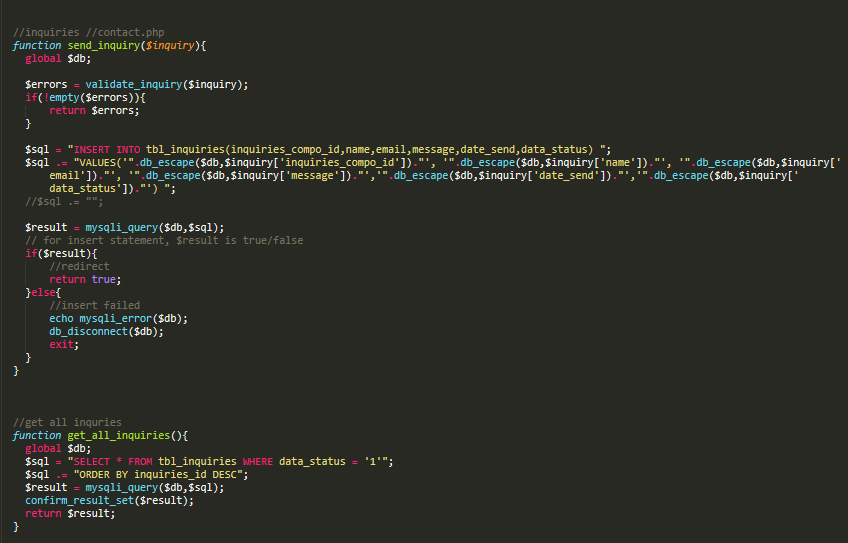 //inquiries //contact.php
function send_inquiry($inquiry){
global $db;
$errors = validate_inquiry($inquiry);
if(!empty($errors)){
return $errors;
}
$sql = "INSERT INTO tbl_inquiries(inquiries_compo_id,name,email,message,date_send,data_status) ";
$sql .= "VALUES('".db_escape($db,$inquiry['inquiries_compo_id'])."', '".db_escape($db,$inquiry['name'])."', '".db_escape($db,$inquiry['
email'])."', '".db_escape($db,$inquiry['message'])."','".db_escape($db,$inquiry['date_send'])."','".db_escape($db,$inquiry['
data_status'])."') ";
//$sql .= "";
$result = mysqli_query($db,$sql);
// for insert statement, $result is true/false
if($result){
//redirect
return true;
}else{
//insert failed
echo mysqli_error($db);
db_disconnect($db);
exit;
}
}
//get all inquries
function get_all_inquiries(){
global $db;
$sql = "SELECT * FROM tbl_inquiries WHERE data_status = '1'";
$sql .= "ORDER BY inquiries_id DESC";
$result = mysqli_query($db,$sql);
confirm_result_set($result);
return $result;
}